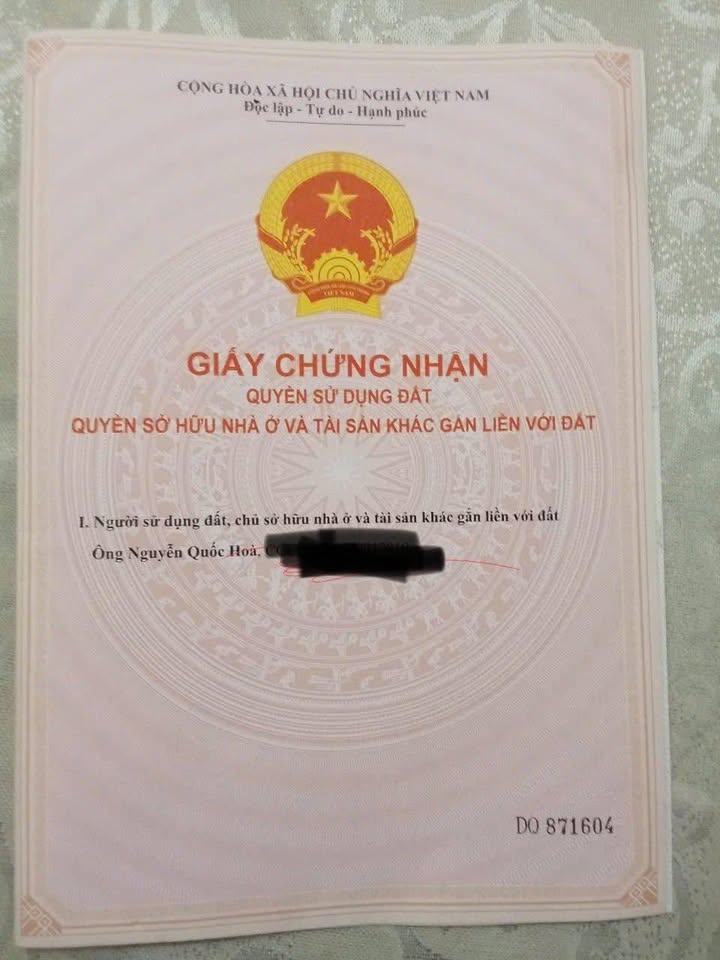 CỘNG HÒA XÃ HỘI CHỦ NGHĨA VIỆT NAM
Độc lập - Tự do - Hạnh phúc
VIỆT NAM
GIẤY CHỨNG NHẬN
QUYỀN SỬ DỤNG ĐẤT
QUYỀN SỞ HỮU NHÀ Ở VÀ TÀI SẢN KHÁC GẮN LIỀN VỚI ĐẤT
I. Người sử dụng đất, chủ sở hữu nhà ở và tài sản khác gắn liền với đất
Ông Nguyễn Quốc Hoà.
DO 871604